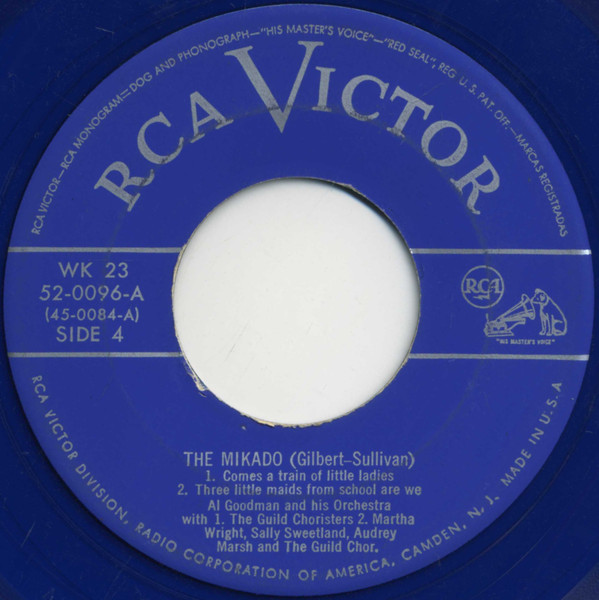 RCA VICTOR—RCA MONOGRAM—DOG AND PHONOGRAPH—"HIS MASTER'S VOICE"—"RED SEAL", REG. U.S. PAT. OFF.—MARCAS REGISTRADAS
RCA VICTOR
WK 23
52-0096-A
(45-0084-A)
SIDE 4
RCA
"HIS MASTER'S VOICE"
THE MIKADO (Gilbert-Sullivan)
1. Comes a train of little ladies
2. Three little maids from school are we
Al Goodman and his Orchestra
with 1. The Guild Choristers 2. Martha
Wright, Sally Sweetland, Audrey
Marsh and The Guild Chor.
RCA VICTOR DIVISION, RADIO CORPORATION OF AMERICA, CAMDEN, N. J. MADE IN U.S.A